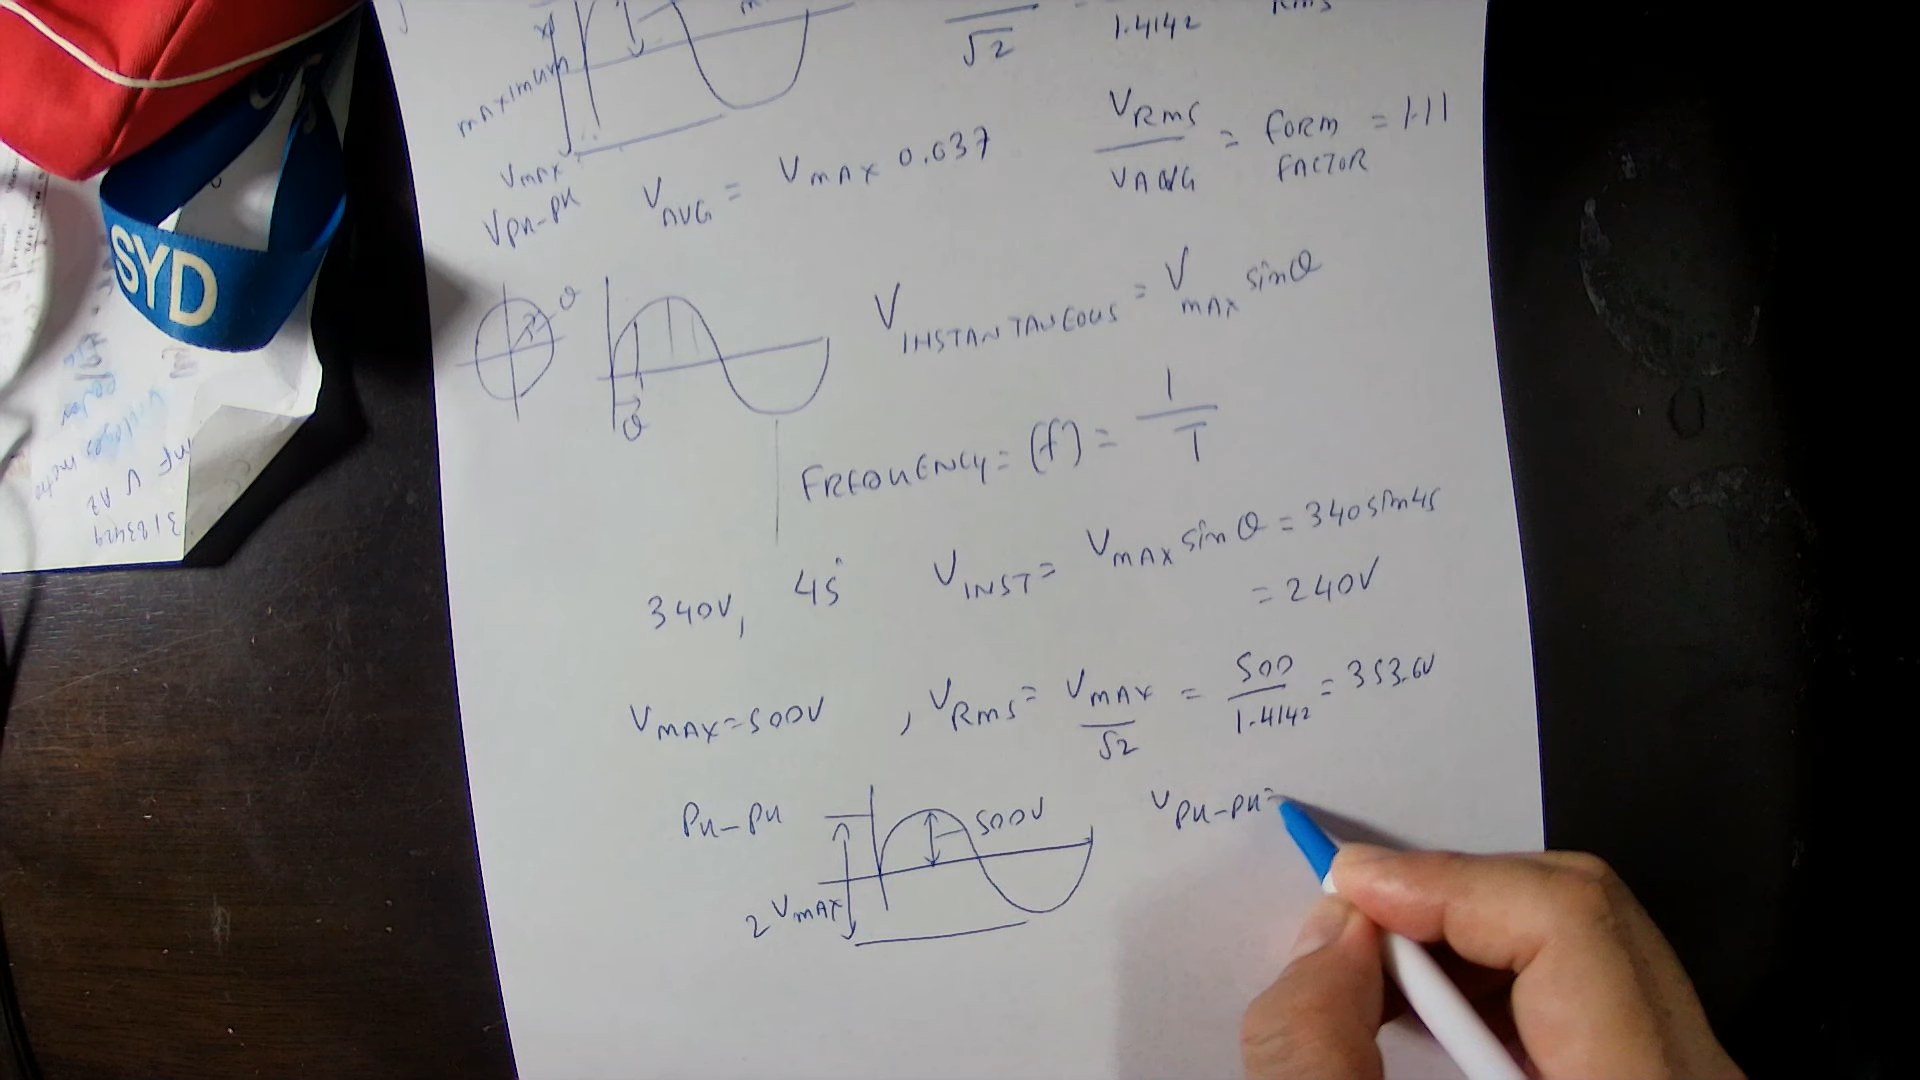 √2
1.4142
RMS
MAXIMUM
VMAX
VPK-PK
VAVG = VMAX 0.637
VRMS / VAVG = FORM FACTOR = 1.11
SYD
θ
θ
VINSTANTANEOUS = VMAX sinθ
FREQUENCY = (f) = 1 / T
340V, 45° VINST = VMAX sin θ = 340 sin 45
= 240V
VMAX = 500V , VRMS = VMAX / √2 = 500 / 1.4142 = 353.6V
PK-PK 500V VPK-PK=
2 VMAX
3123429